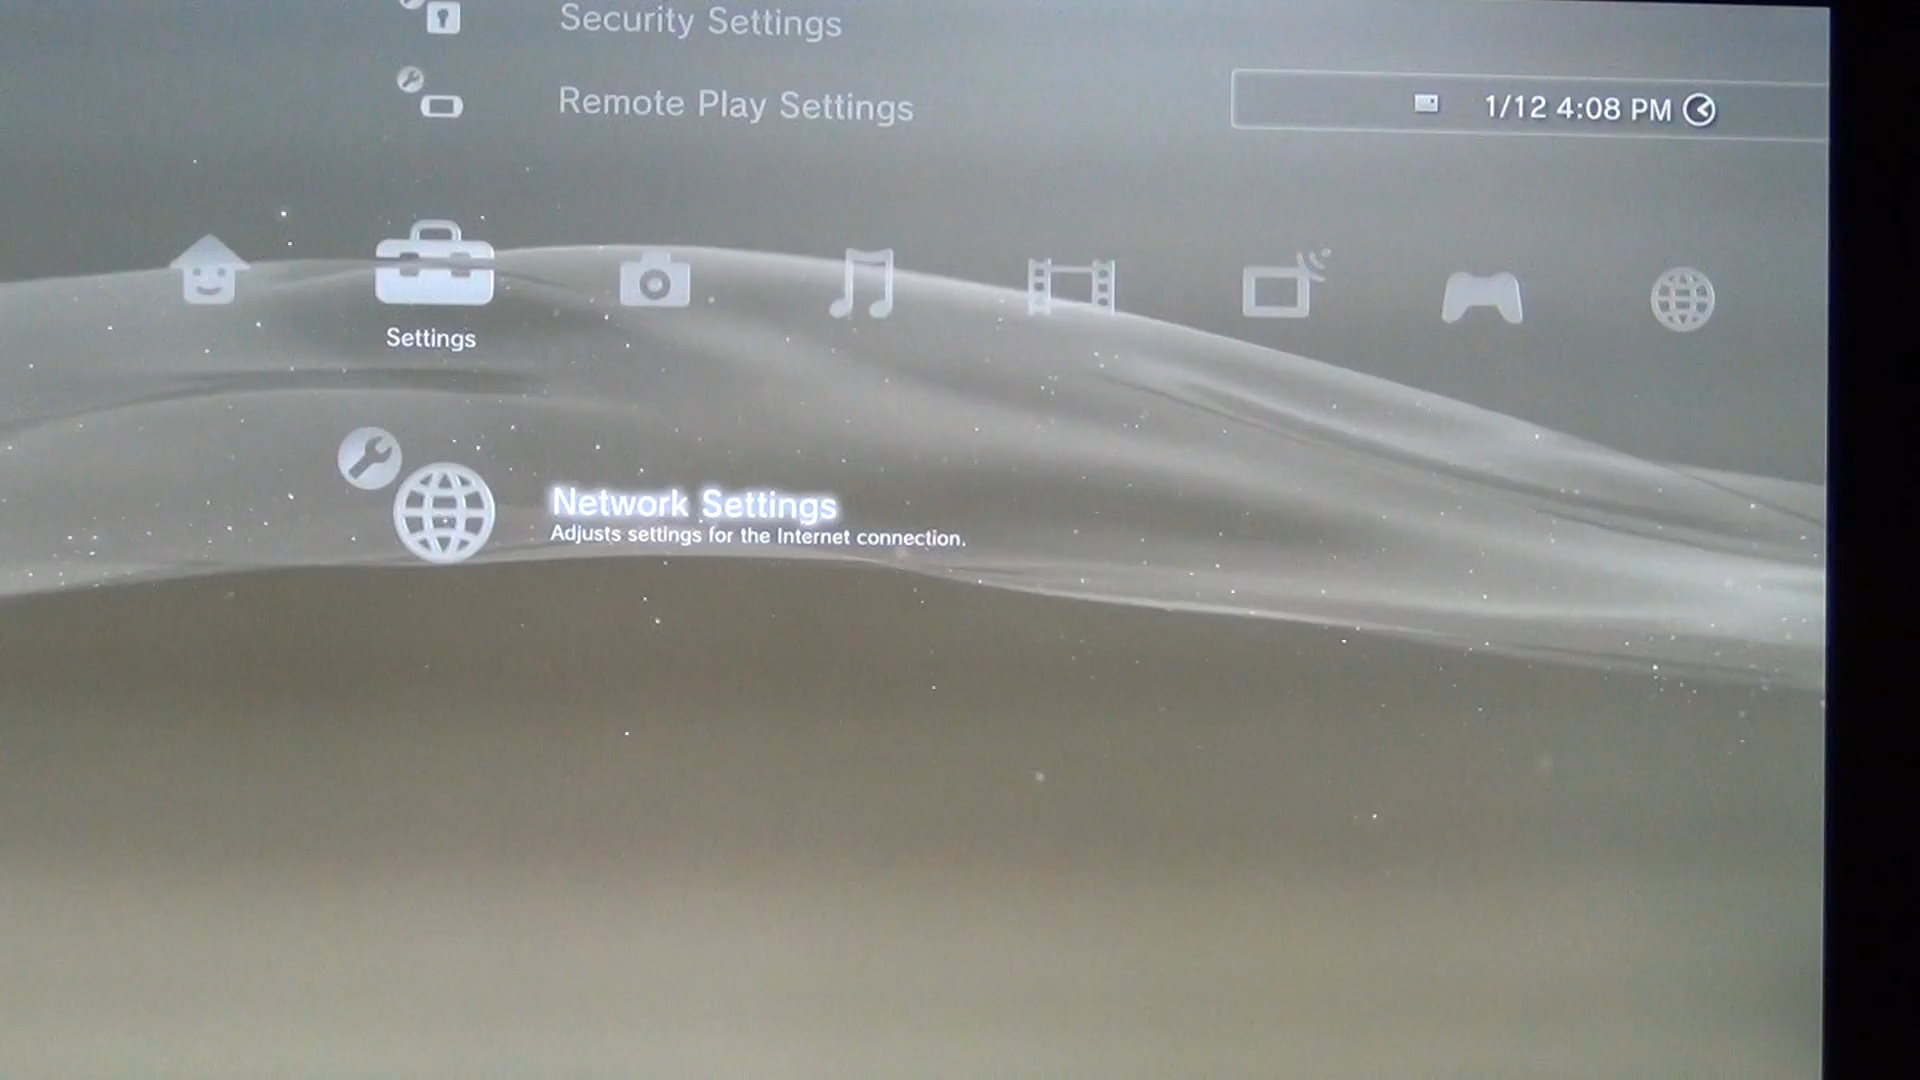 Security Settings
Remote Play Settings
1/12 4:08 PM
Settings
Network Settings
Adjusts settings for the Internet connection.